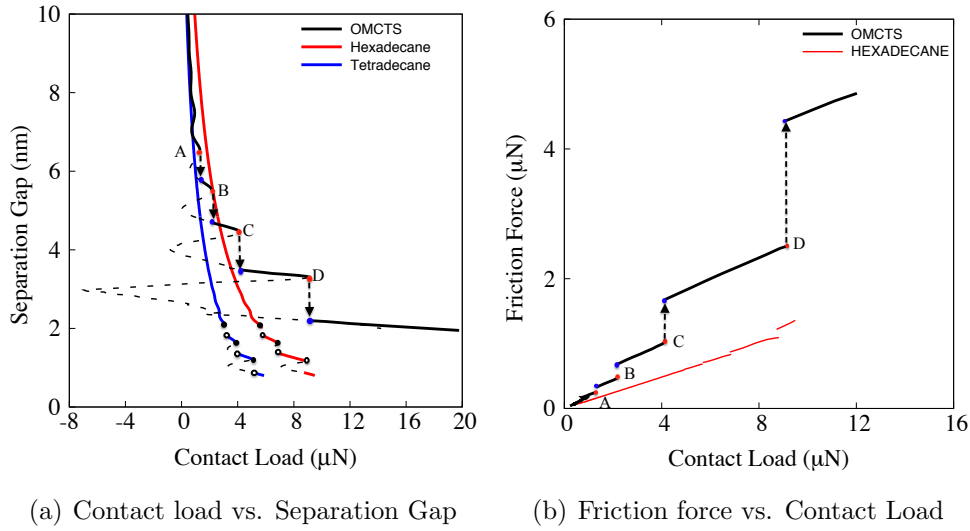 10
8
6
4
2
0
Separation Gap (nm)
OMCTS
Hexadecane
Tetradecane
A
B
C
D
-8 -4 0 4 8 12 16 20
Contact Load (μN)
(a) Contact load vs. Separation Gap
6
4
2
0
Friction Force (μN)
OMCTS
HEXADECANE
D
C
B
A
0 4 8 12 16
Contact Load (μN)
(b) Friction force vs. Contact Load